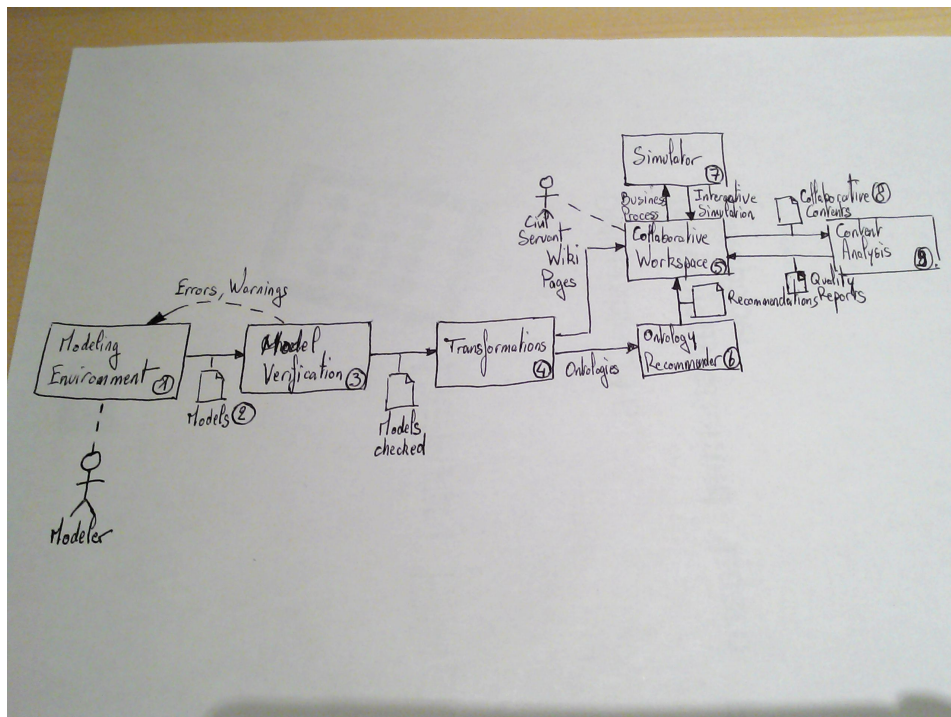 Simulator
7
Business
Process
Interactive
Simulation
Collaborative 8
Contents
Civil
Servant
Collaborative
Workspace 5
Content
Analysis
9
Wiki
Pages
Quality
Reports
Recommendations
Errors, Warnings
Modeling
Environment 1
Models 2
Model
Verification 3
Models
checked
Transformations
4
Ontologies
Ontology
Recommander 6
Modeler